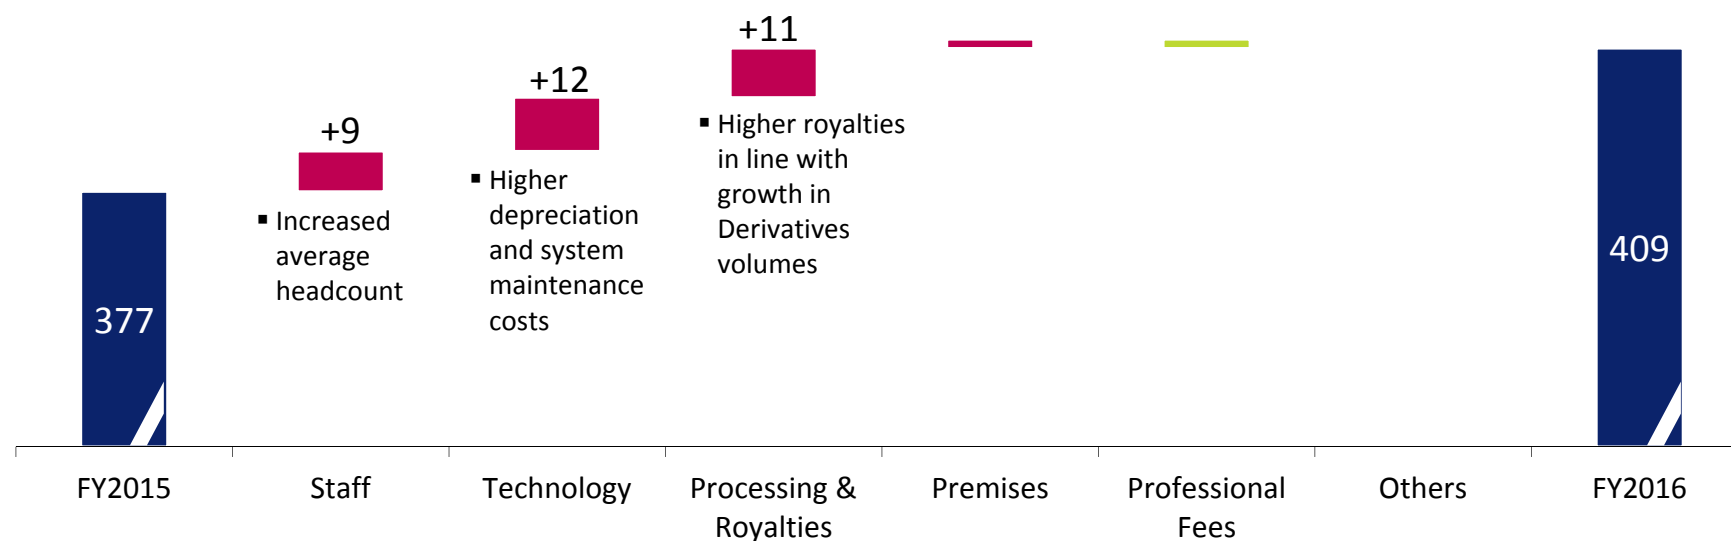 377
+9
▪ Increased
average
headcount
+12
▪ Higher
depreciation
and system
maintenance
costs
+11
▪ Higher royalties
in line with
growth in
Derivatives
volumes
409
FY2015
Staff
Technology
Processing &
Royalties
Premises
Professional
Fees
Others
FY2016